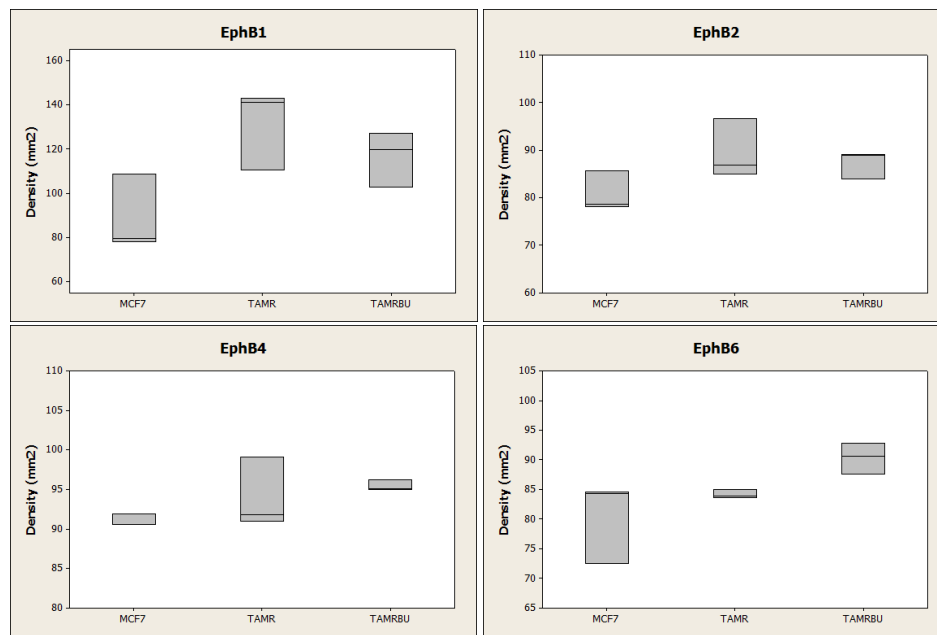 EphB1
Density (mm2)
160
140
120
100
80
60
MCF7 TAMR TAMRBU
EphB2
Density (mm2)
110
100
90
80
70
60
MCF7 TAMR TAMRBU
EphB4
Density (mm2)
110
105
100
95
90
85
80
MCF7 TAMR TAMRBU
EphB6
Density (mm2)
105
100
95
90
85
80
75
70
65
MCF7 TAMR TAMRBU